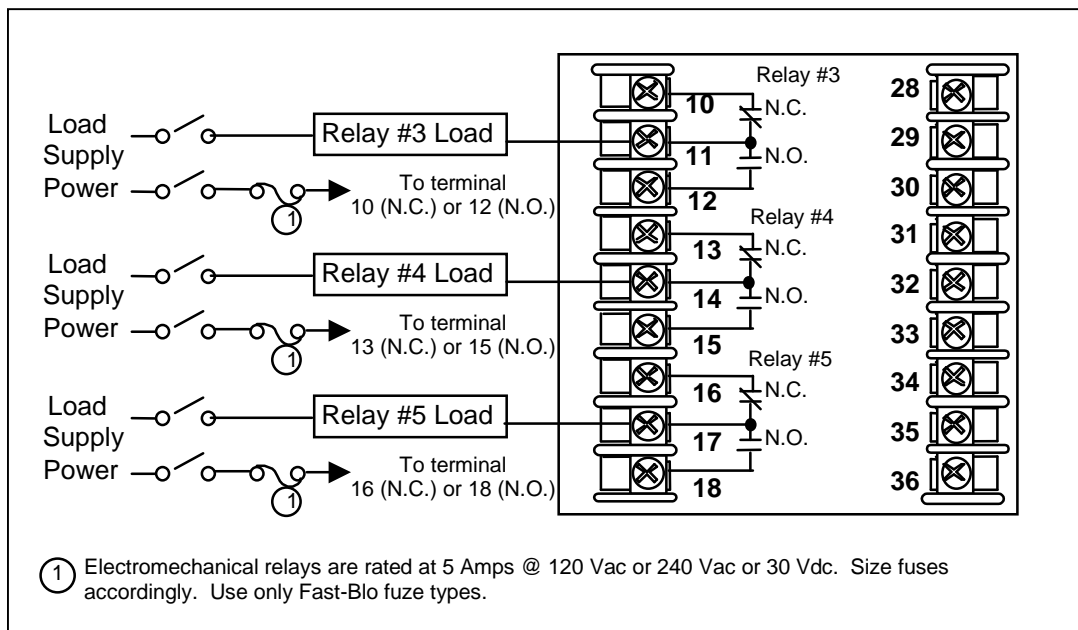 Relay #3
10
N.C.
28
Load
Supply
Power
Relay #3 Load
11
N.O.
29
To terminal
10 (N.C.) or 12 (N.O.)
1
12
30
Relay #4
13
N.C.
31
Load
Supply
Power
Relay #4 Load
14
N.O.
32
To terminal
13 (N.C.) or 15 (N.O.)
1
15
33
Relay #5
16
N.C.
34
Load
Supply
Power
Relay #5 Load
17
N.O.
35
To terminal
16 (N.C.) or 18 (N.O.)
1
18
36
1 Electromechanical relays are rated at 5 Amps @ 120 Vac or 240 Vac or 30 Vdc. Size fuses
accordingly. Use only Fast-Blo fuze types.